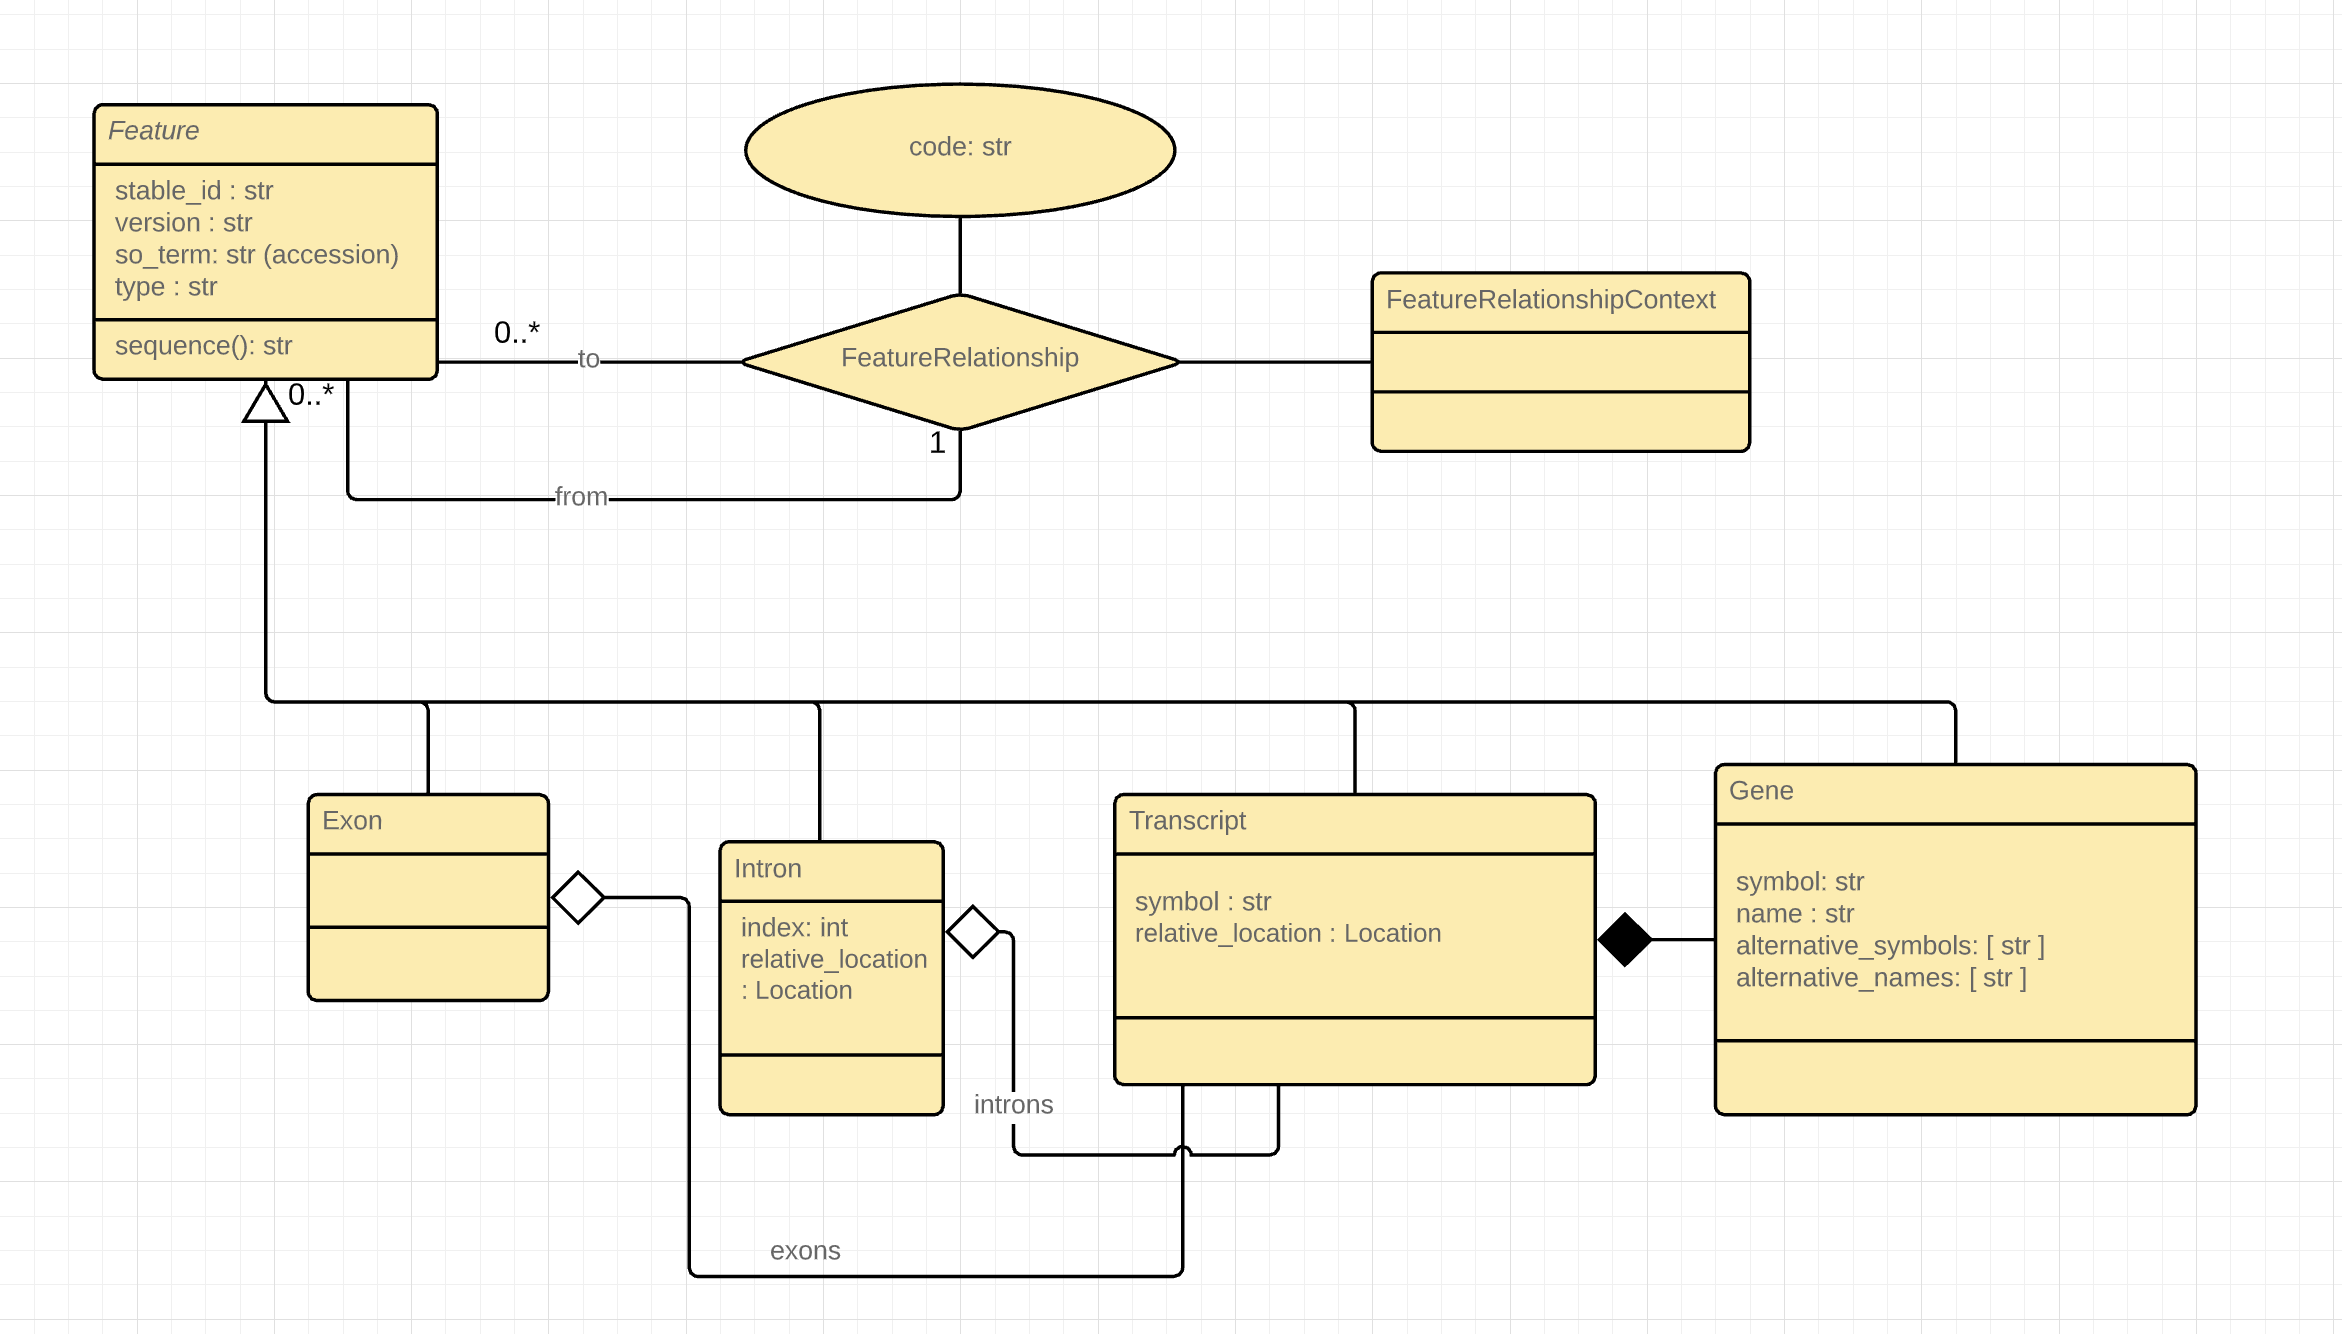 Feature
stable_id : str
version : str
so_term: str (accession)
type : str
sequence(): str
code: str
FeatureRelationship
FeatureRelationshipContext
0..*
to
0..*
1
from
Exon
Intron
index: int
relative_location
: Location
Transcript
symbol : str
relative_location : Location
Gene
symbol: str
name : str
alternative_symbols: [ str ]
alternative_names: [ str ]
introns
exons